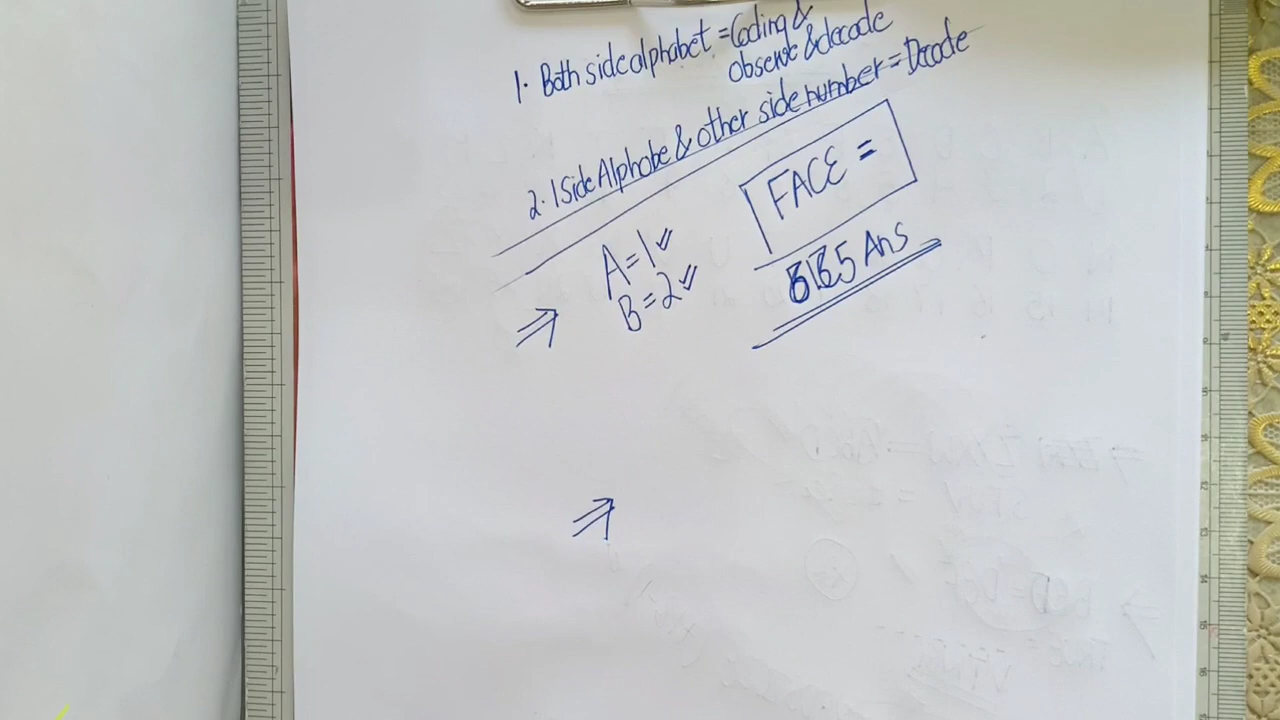 1. Both side alphabet = Coding &
Observe & decode
2. 1 Side Alphabe & other side number = Decode
A=1
B=2
FACE =
Ans